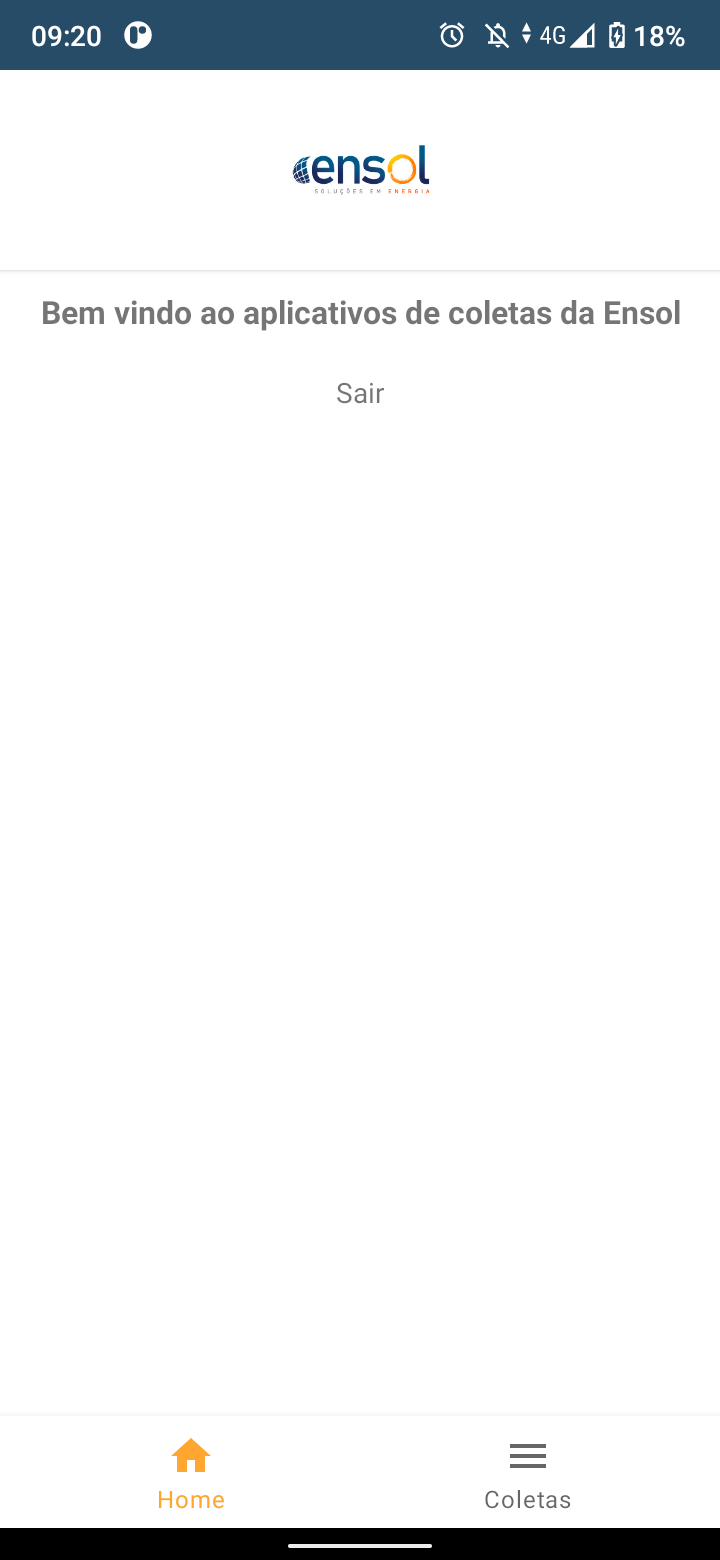 09:20
4G 18%
ensol
SOLUÇÕES EM ENERGIA
Bem vindo ao aplicativos de coletas da Ensol
Sair
Home
Coletas